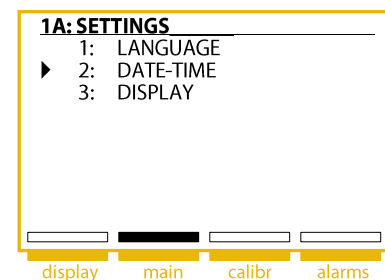 1A: SETTINGS
1: LANGUAGE
2: DATE-TIME
3: DISPLAY
display main calibr alarms